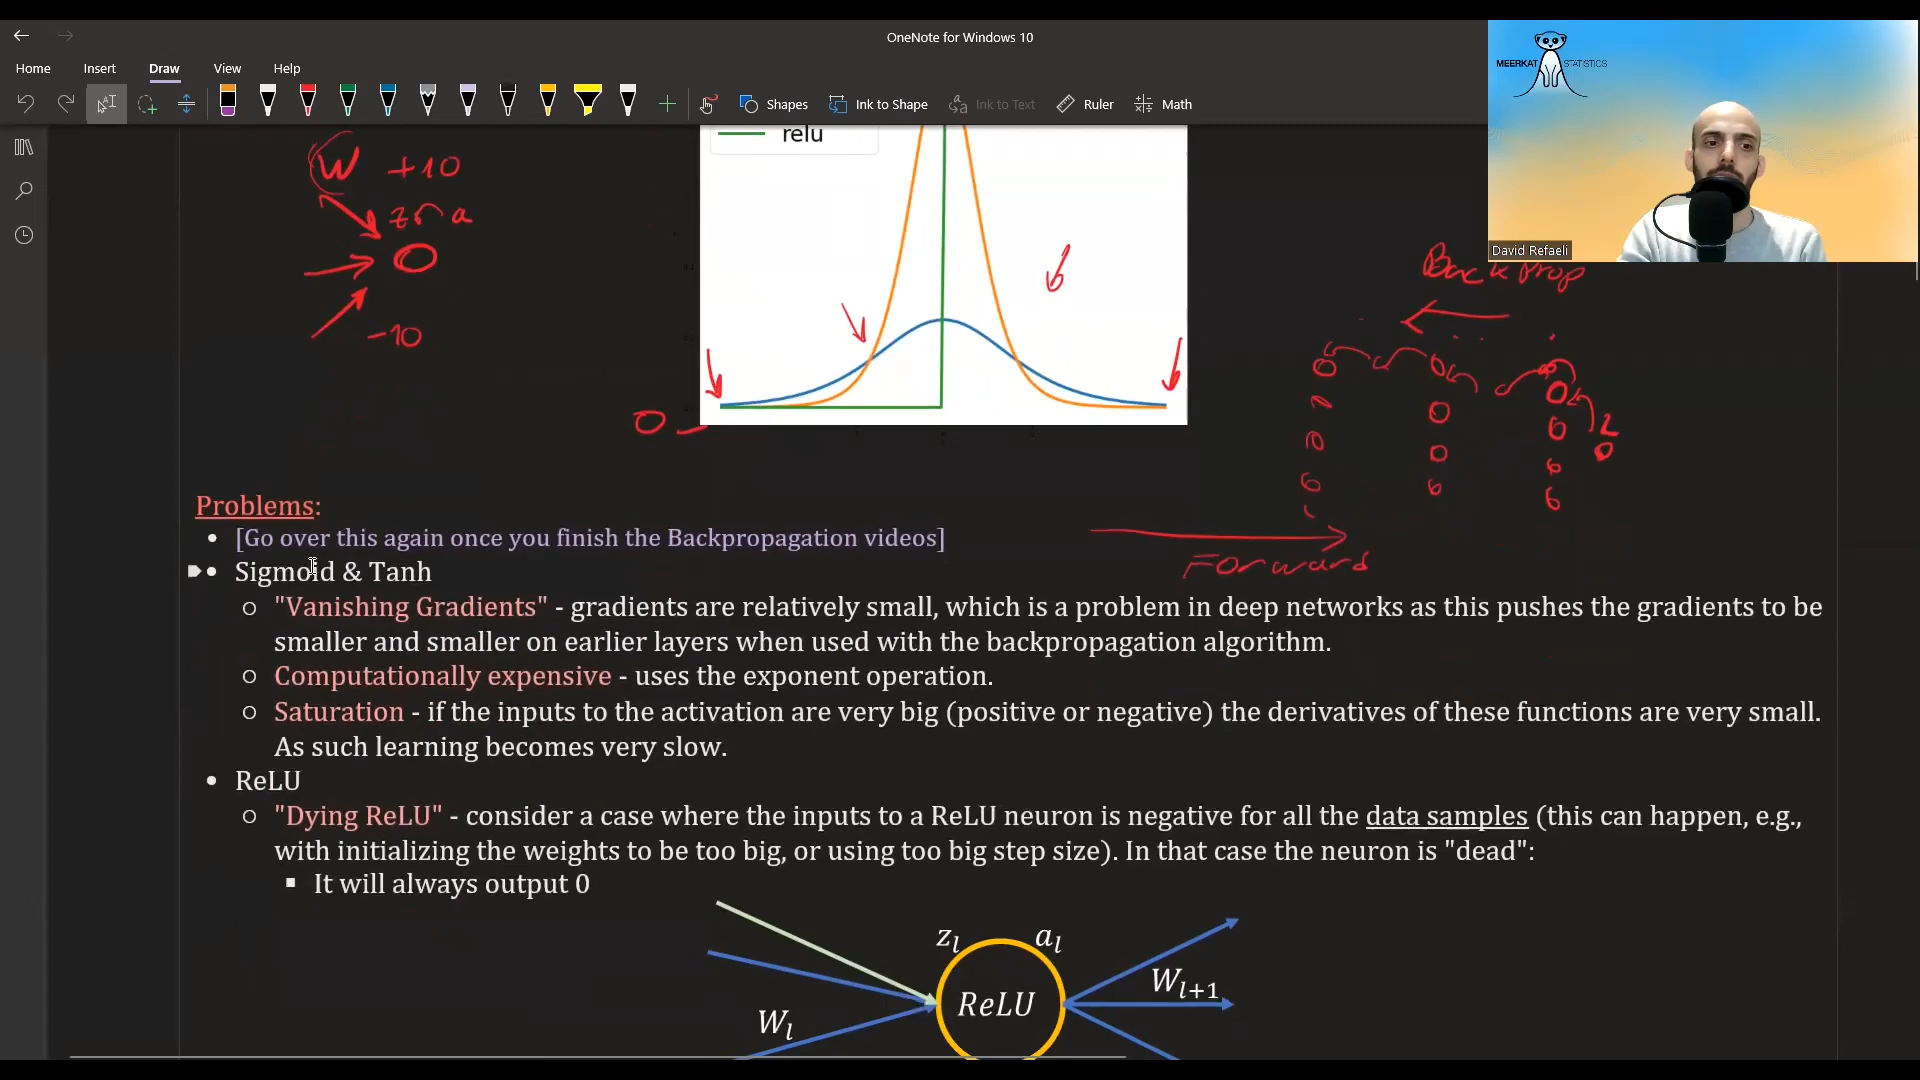 OneNote for Windows 10
MEERKAT STATISTICS
Home Insert Draw View Help
Shapes Ink to Shape Ink to Text Ruler Math
relu
W +10
z a
-10
0
David Refaeli
Backprop
Forward
Problems:
[Go over this again once you finish the Backpropagation videos]
Sigmoid & Tanh
"Vanishing Gradients" - gradients are relatively small, which is a problem in deep networks as this pushes the gradients to be
smaller and smaller on earlier layers when used with the backpropagation algorithm.
Computationally expensive - uses the exponent operation.
Saturation - if the inputs to the activation are very big (positive or negative) the derivatives of these functions are very small.
As such learning becomes very slow.
ReLU
"Dying ReLU" - consider a case where the inputs to a ReLU neuron is negative for all the data samples (this can happen, e.g.,
with initializing the weights to be too big, or using too big step size). In that case the neuron is "dead":
It will always output 0
z_l a_l
ReLU
W_{l+1}
W_l